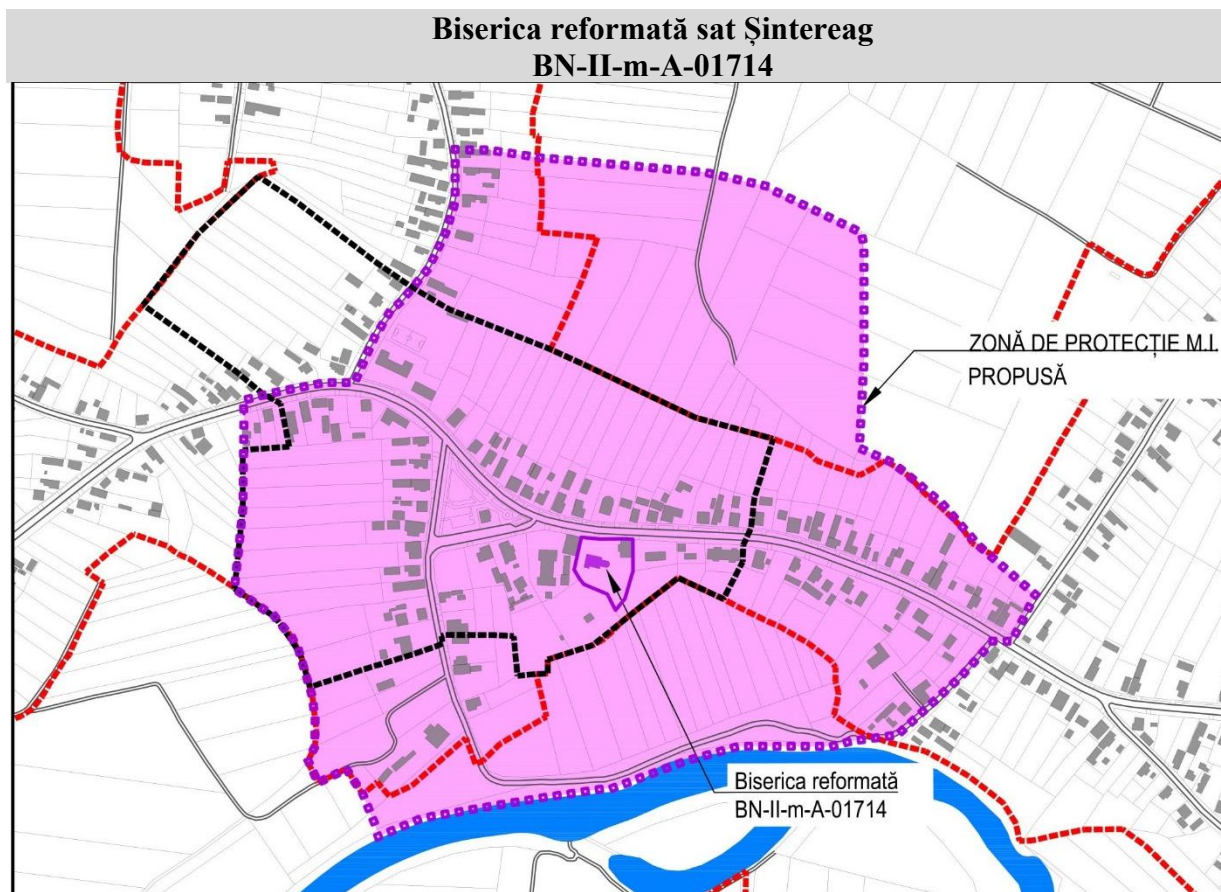 Biserica reformată sat Șintereag
BN-II-m-A-01714
ZONĂ DE PROTECȚIE M.I.
PROPUSĂ
Biserica reformată
BN-II-m-A-01714